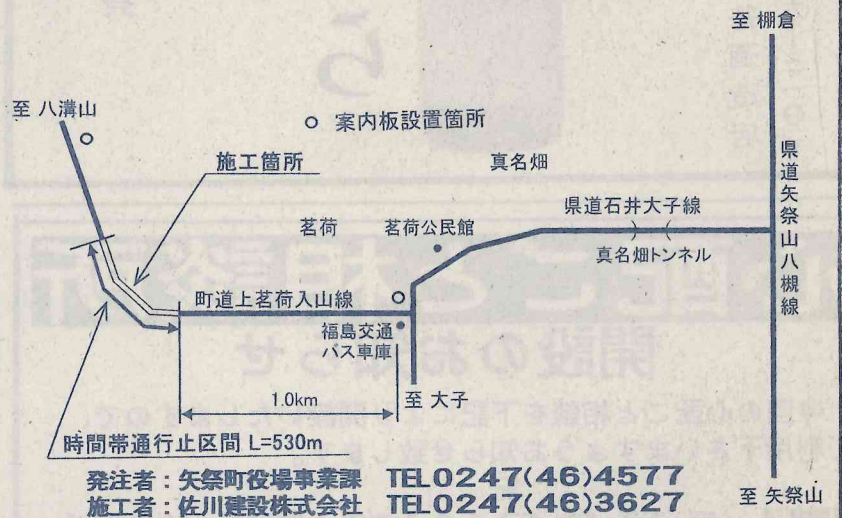 至 棚倉
至 八溝山
○ 案内板設置箇所
施工箇所
真名畑
県道矢祭山八槻線
県道石井大子線
茗荷
茗荷公民館
真名畑トンネル
町道上茗荷入山線
福島交通
バス車庫
1.0km
至 大子
時間帯通行止区間 L=530m
発注者：矢祭町役場事業課 TEL0247(46)4577
施工者：佐川建設株式会社 TEL0247(46)3627
至 矢祭山